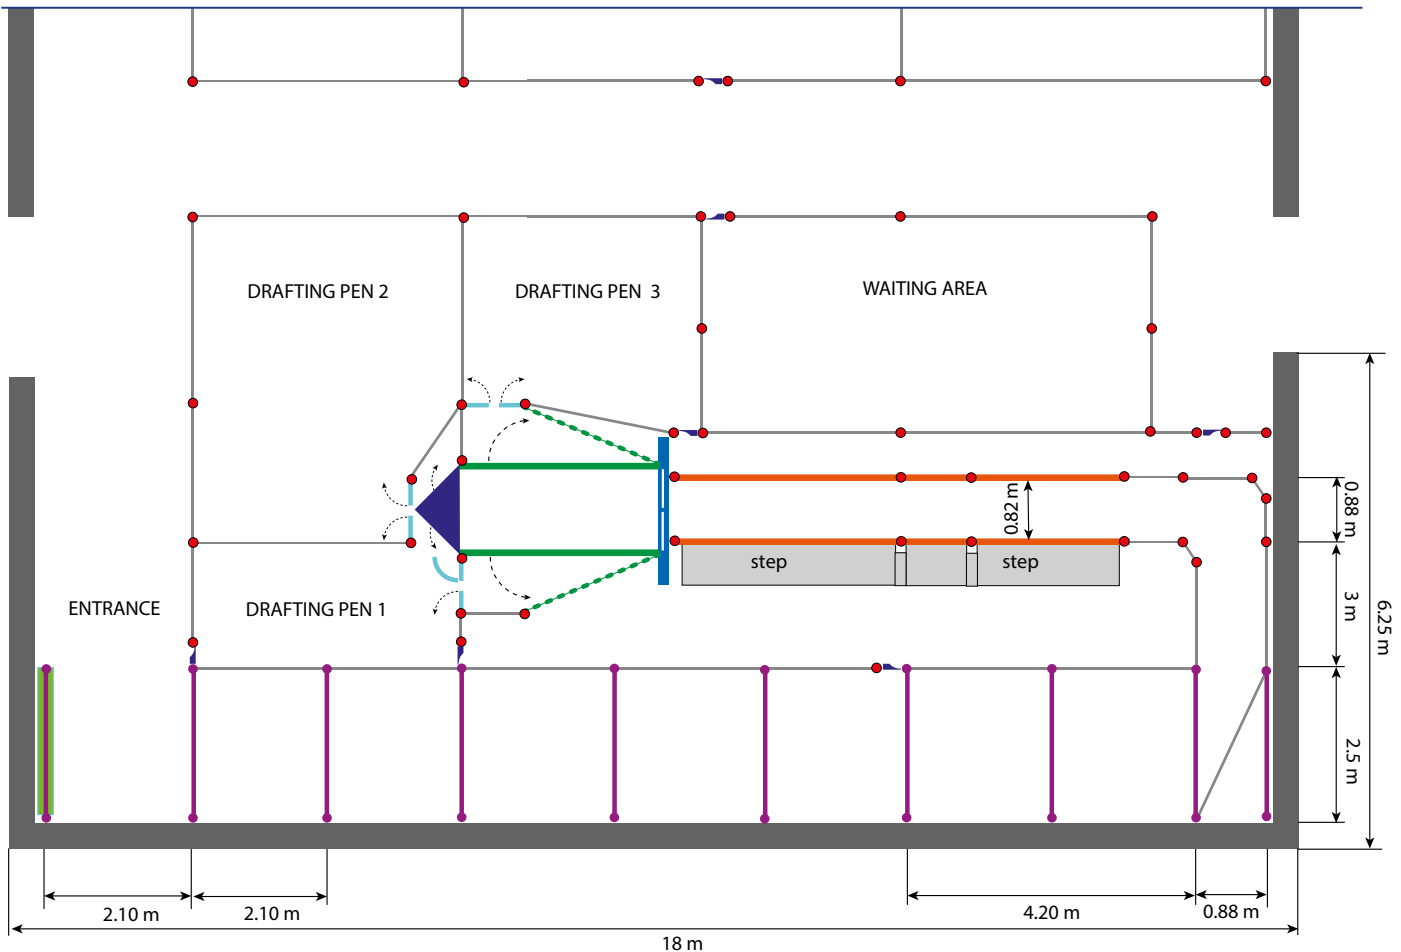 DRAFTING PEN 2
DRAFTING PEN 3
WAITING AREA
0.82 m
0.88 m
step
step
ENTRANCE
DRAFTING PEN 1
3 m
6.25 m
2.5 m
2.10 m
2.10 m
4.20 m
0.88 m
18 m